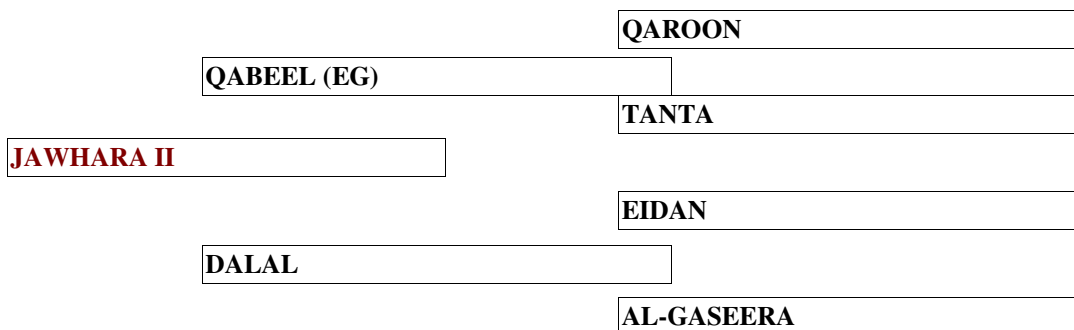 QAROON
QABEEL (EG)
TANTA
JAWHARA II
EIDAN
DALAL
AL-GASEERA